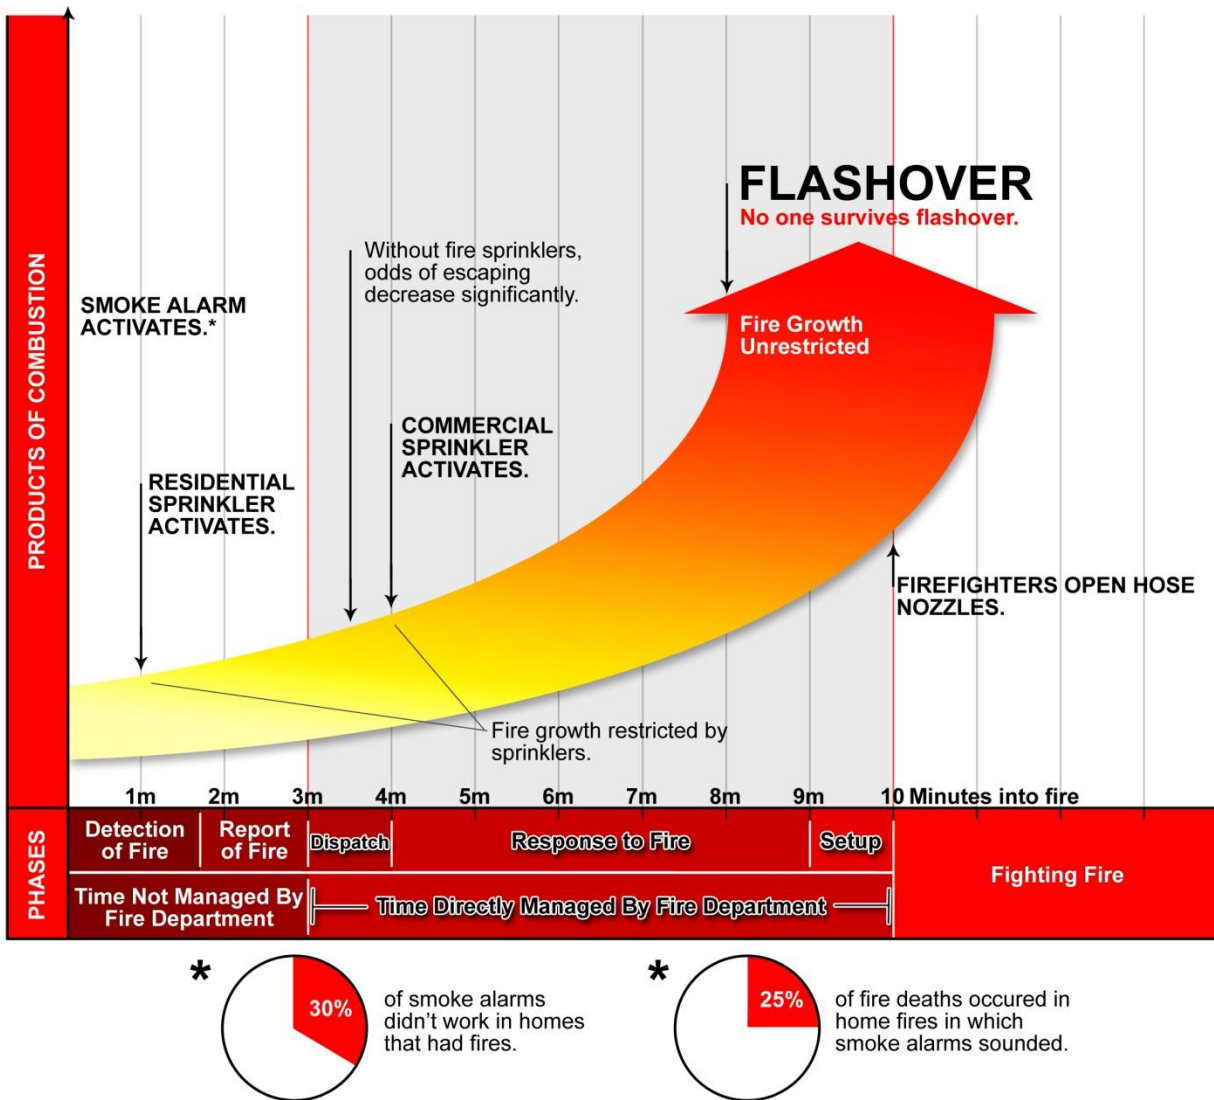 PRODUCTS OF COMBUSTION
SMOKE ALARM
ACTIVATES.*
RESIDENTIAL
SPRINKLER
ACTIVATES.
Without fire sprinklers,
odds of escaping
decrease significantly.
COMMERCIAL
SPRINKLER
ACTIVATES.
FLASHOVER
No one survives flashover.
Fire Growth
Unrestricted
FIREFIGHTERS OPEN HOSE
NOZZLES.
Fire growth restricted by
sprinklers.
1m 2m 3m 4m 5m 6m 7m 8m 9m 10 Minutes into fire
PHASES
Detection
of Fire
Report
of Fire
Dispatch
Response to Fire
Setup
Fighting Fire
Time Not Managed By
Fire Department
Time Directly Managed By Fire Department
*
30%
of smoke alarms
didn't work in homes
that had fires.
*
25%
of fire deaths occured in
home fires in which
smoke alarms sounded.